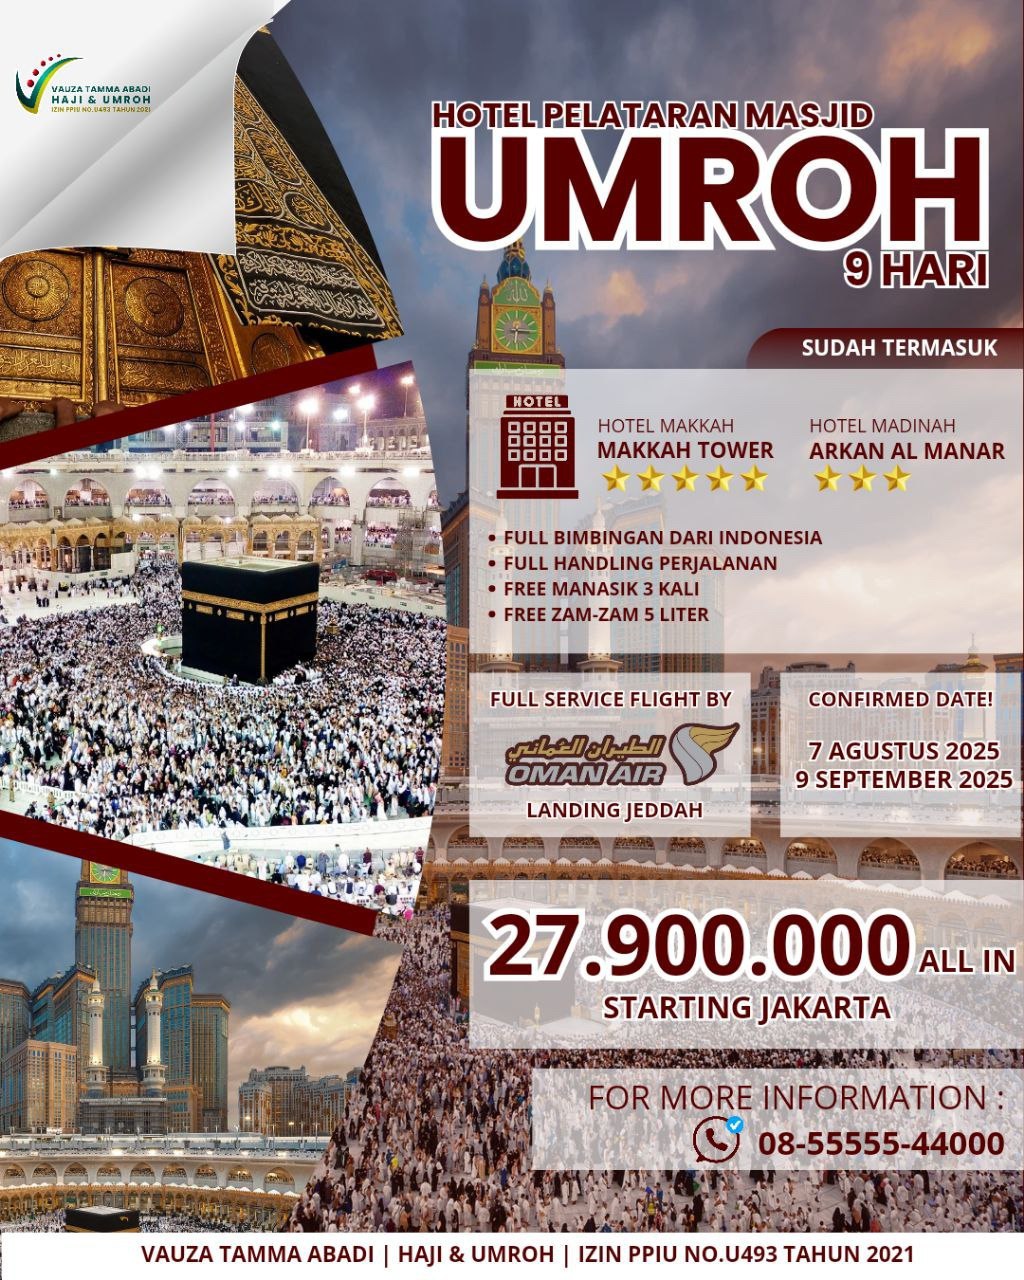 VAUZA TAMMA ABADI
HAJI & UMROH
IZIN PPIU NO.U493 TAHUN 2021
HOTEL PELATARAN MASJID
UMROH
9 HARI
SUDAH TERMASUK
HOTEL
HOTEL MAKKAH
MAKKAH TOWER
HOTEL MADINAH
ARKAN AL MANAR
• FULL BIMBINGAN DARI INDONESIA
• FULL HANDLING PERJALANAN
• FREE MANASIK 3 KALI
• FREE ZAM-ZAM 5 LITER
FULL SERVICE FLIGHT BY
الطيران العُماني
OMAN AIR
LANDING JEDDAH
CONFIRMED DATE!
7 AGUSTUS 2025
9 SEPTEMBER 2025
27.900.000 ALL IN
STARTING JAKARTA
FOR MORE INFORMATION :
08-55555-44000
VAUZA TAMMA ABADI | HAJI & UMROH | IZIN PPIU NO.U493 TAHUN 2021